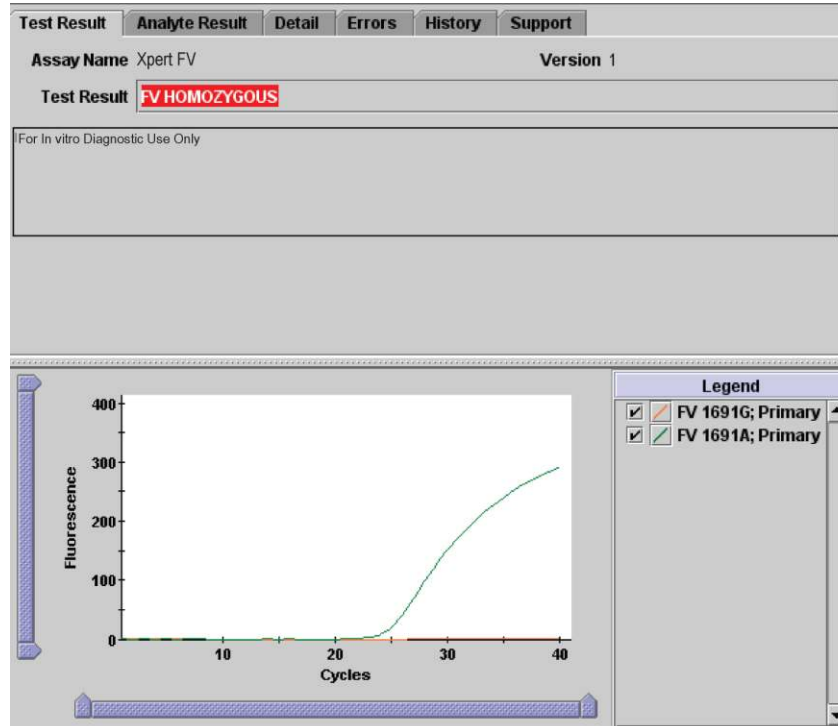 Test Result Analyte Result Detail Errors History Support
Assay Name Xpert FV Version 1
Test Result FV HOMOZYGOUS
For In vitro Diagnostic Use Only
Legend
FV 1691G; Primary
FV 1691A; Primary
400
300
200
100
0
Fluorescence
10 20 30 40
Cycles